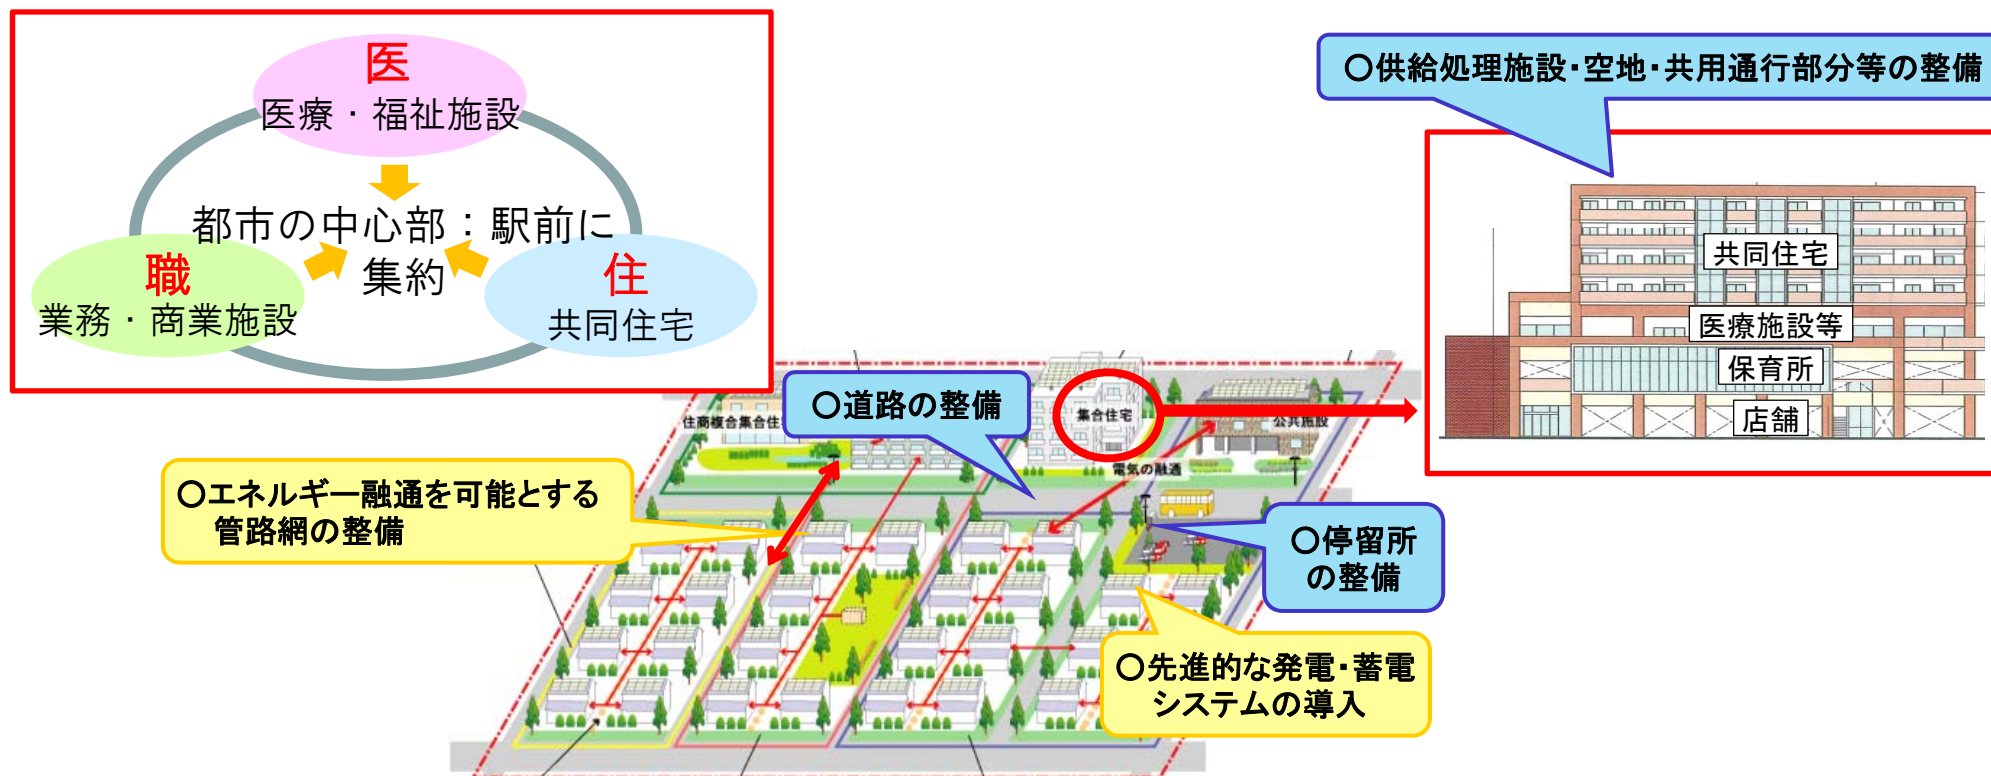 医
医療・福祉施設
都市の中心部：駅前に
集約
職
業務・商業施設
住
共同住宅
○供給処理施設・空地・共用通行部分等の整備
共同住宅
医療施設等
保育所
店舗
○道路の整備
住商複合集合住
集合住宅
公共施設
電気の融通
○エネルギー融通を可能とする
管路網の整備
○停留所
の整備
○先進的な発電・蓄電
システムの導入